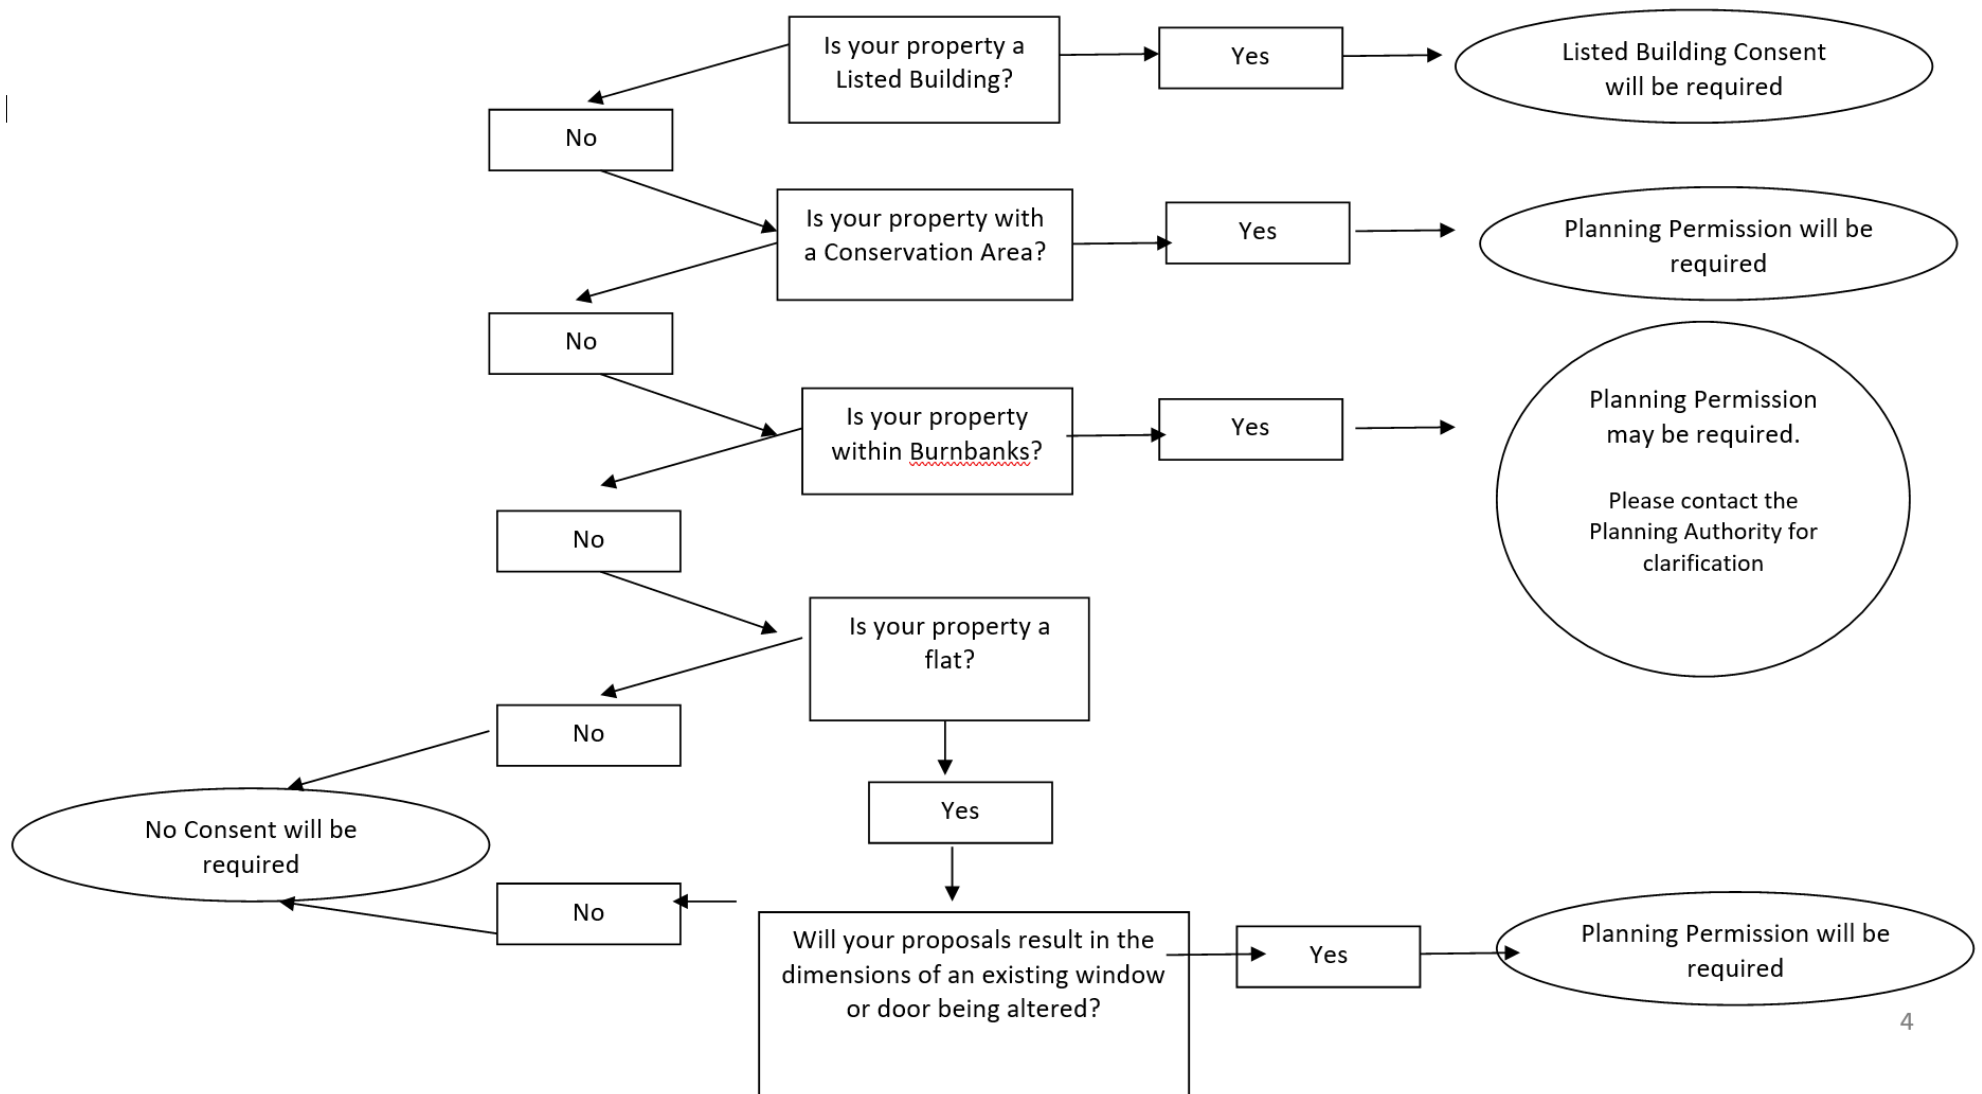 Is your property a
Listed Building?
Yes
Listed Building Consent
will be required
No
Is your property with
a Conservation Area?
Yes
Planning Permission will be
required
No
Is your property
within Burnbanks?
Yes
Planning Permission
may be required.
Please contact the
Planning Authority for
clarification
No
Is your property a
flat?
No
Yes
No Consent will be
required
No
Will your proposals result in the
dimensions of an existing window
or door being altered?
Yes
Planning Permission will be
required
4